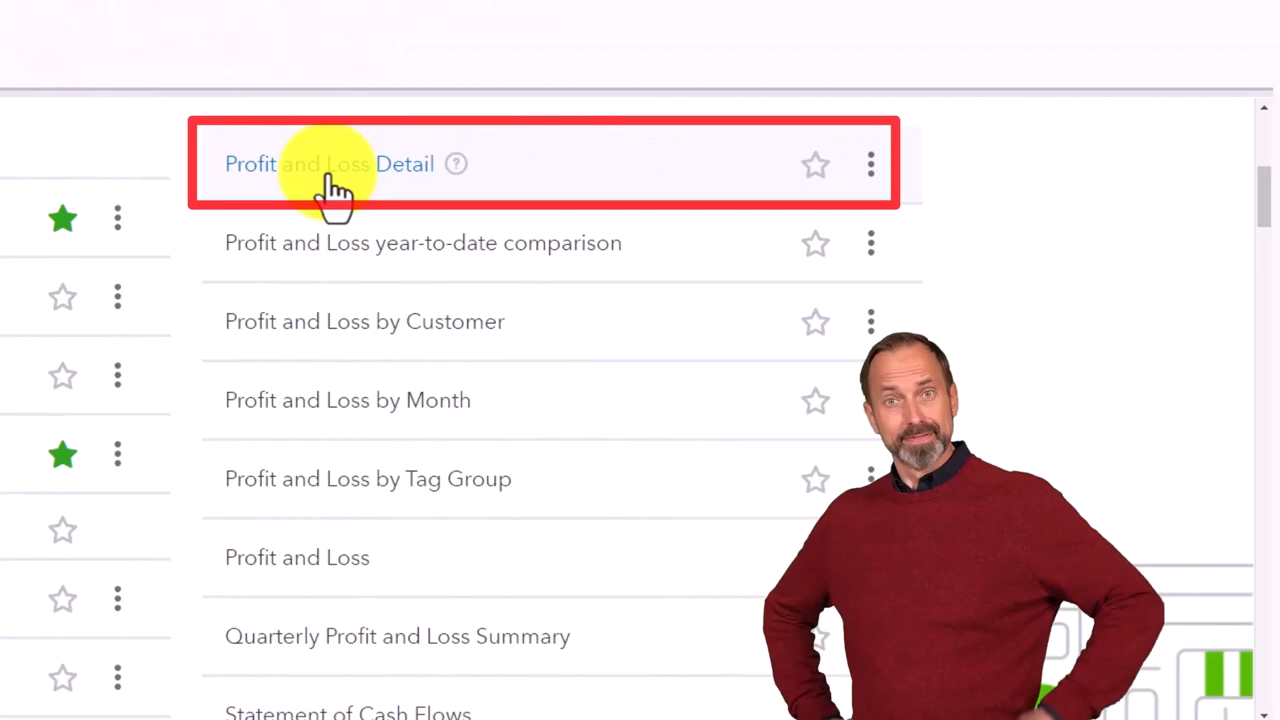 Profit and Loss Detail ?
Profit and Loss year-to-date comparison
Profit and Loss by Customer
Profit and Loss by Month
Profit and Loss by Tag Group
Profit and Loss
Quarterly Profit and Loss Summary
Statement of Cash Flows